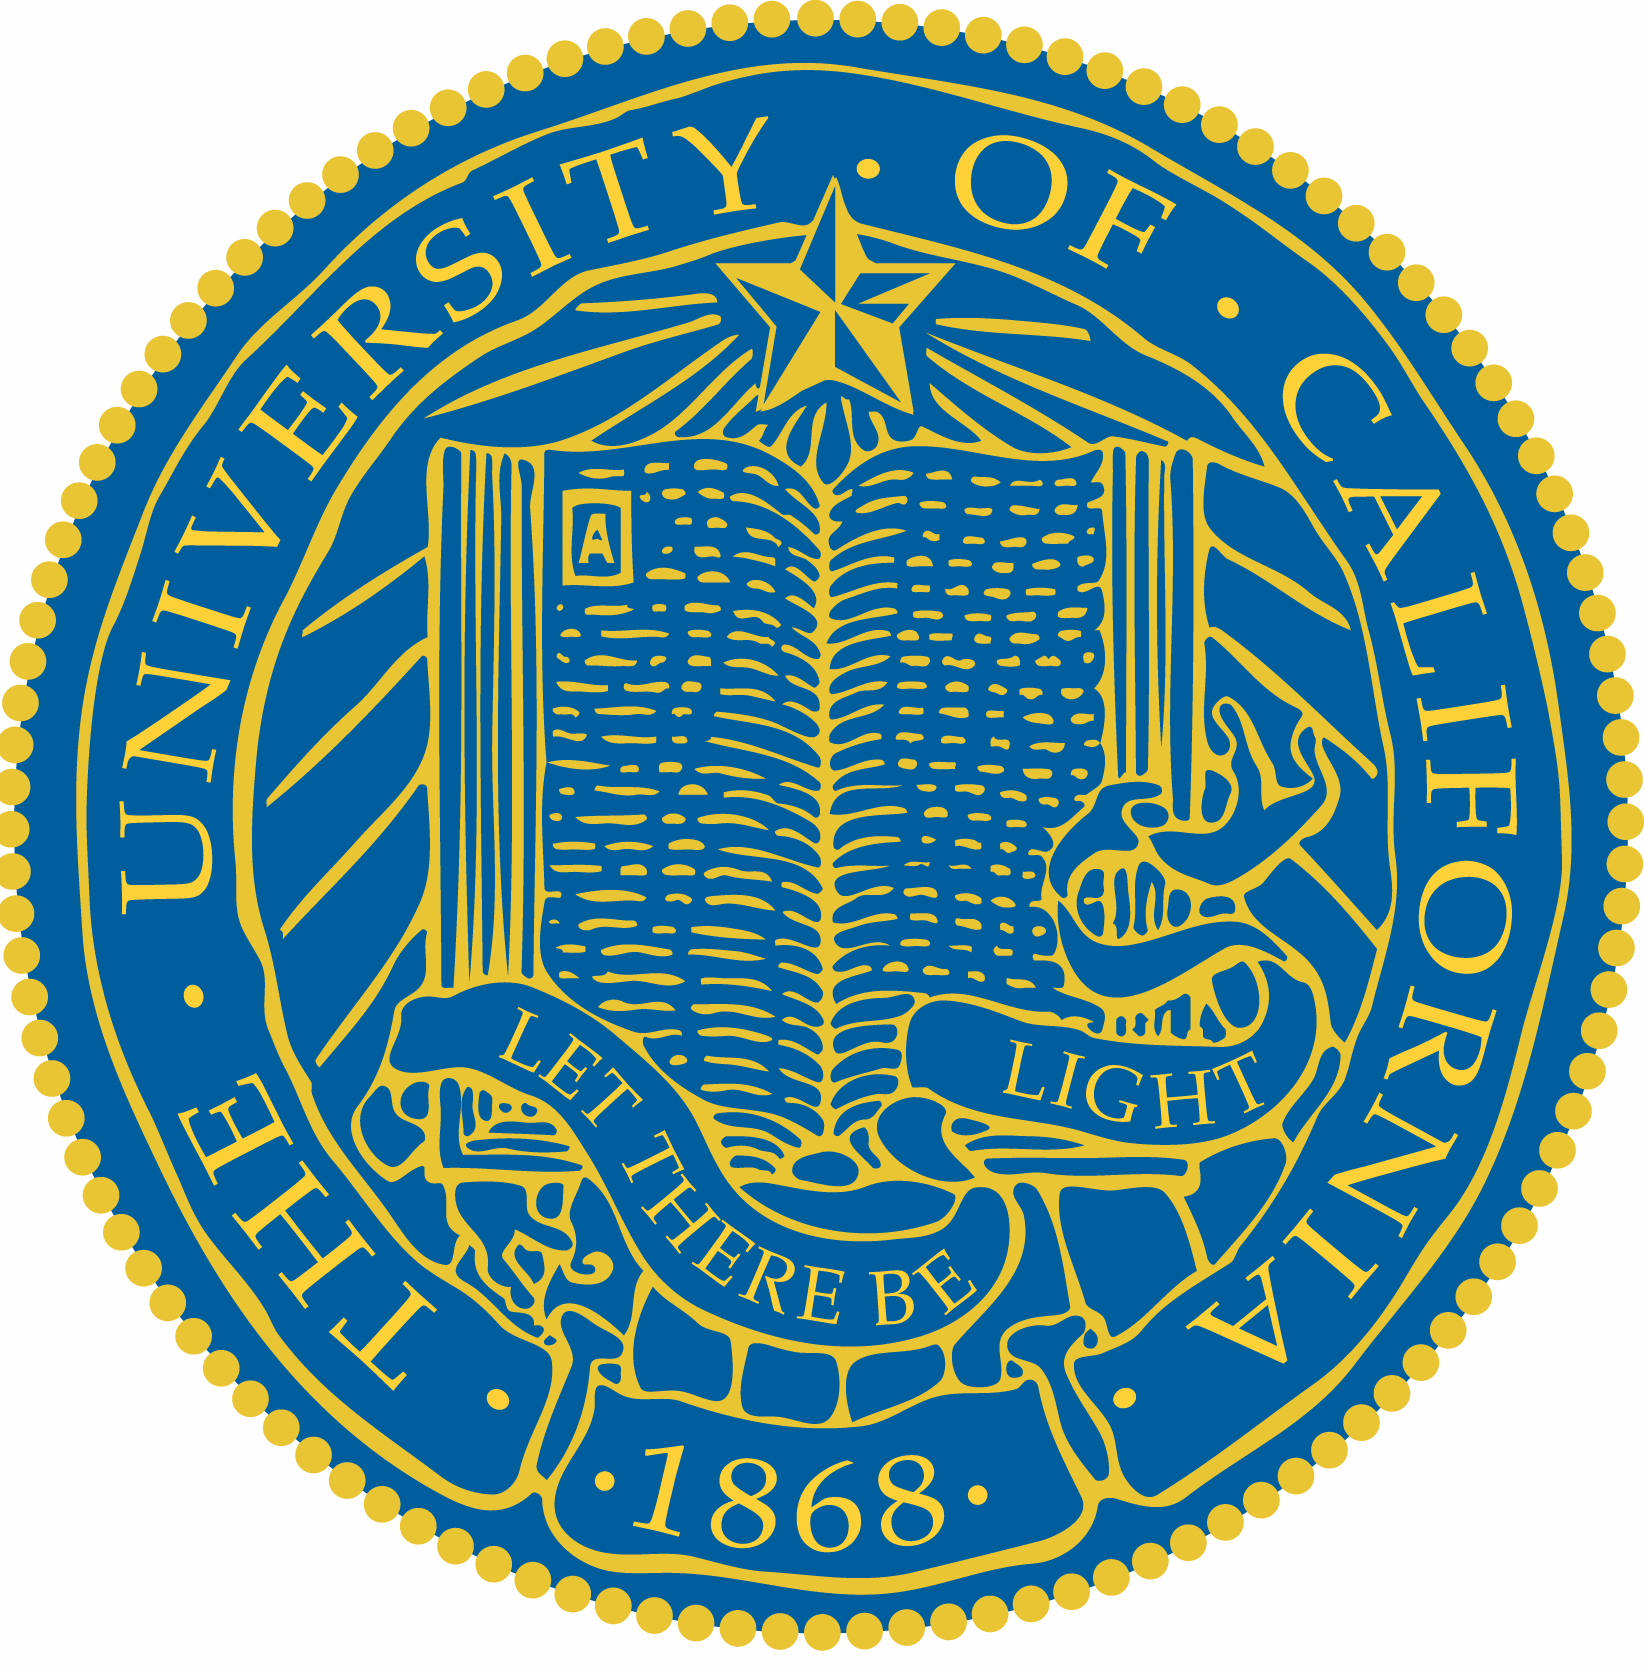 THE · UNIVERSITY · OF · CALIFORNIA
A
LET THERE BE
LIGHT
·1868·